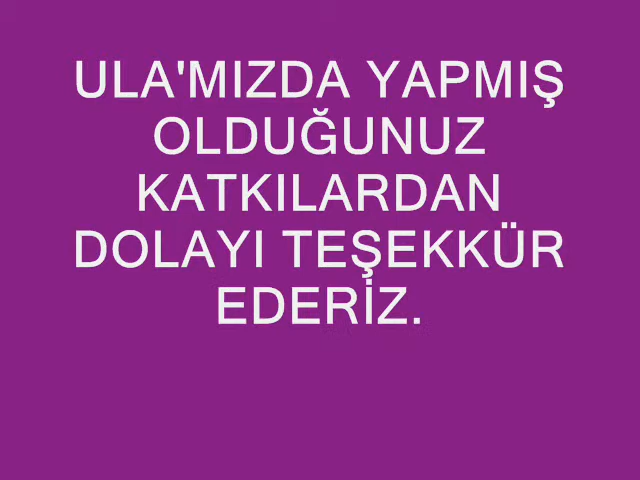 ULA'MIZDA YAPMIŞ
OLDUĞUNUZ
KATKILARDAN
DOLAYI TEŞEKKÜR
EDERİZ.